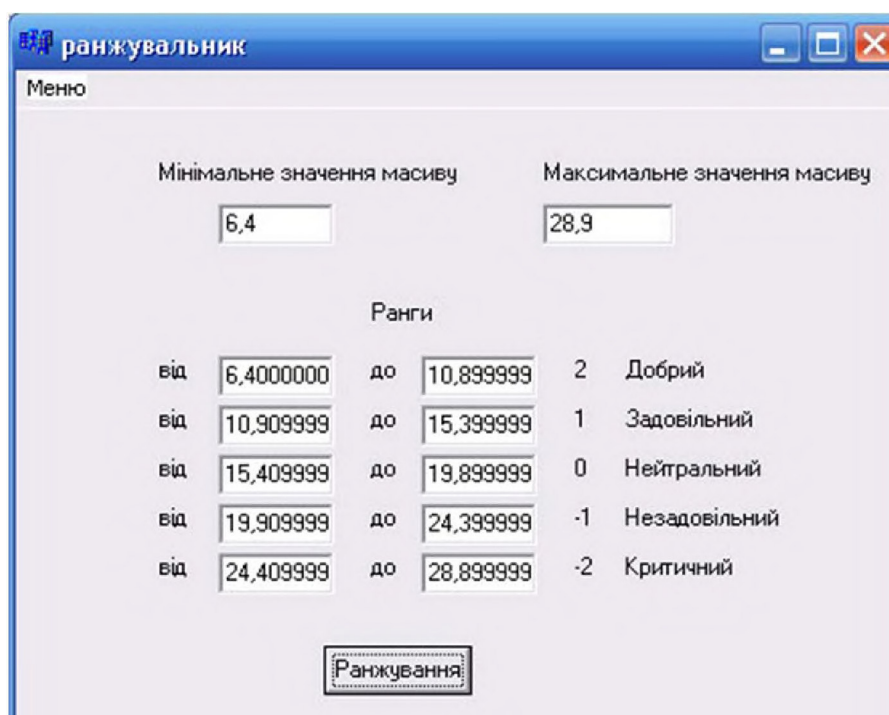 ранжувальник
Меню
Мінімальне значення масиву Максимальне значення масиву
6,4 28,9
Ранги
від 6,4000000 до 10,899999 2 Добрий
від 10,909999 до 15,399999 1 Задовільний
від 15,409999 до 19,899999 0 Нейтральний
від 19,909999 до 24,399999 -1 Незадовільний
від 24,409999 до 28,899999 -2 Критичний
Ранжування